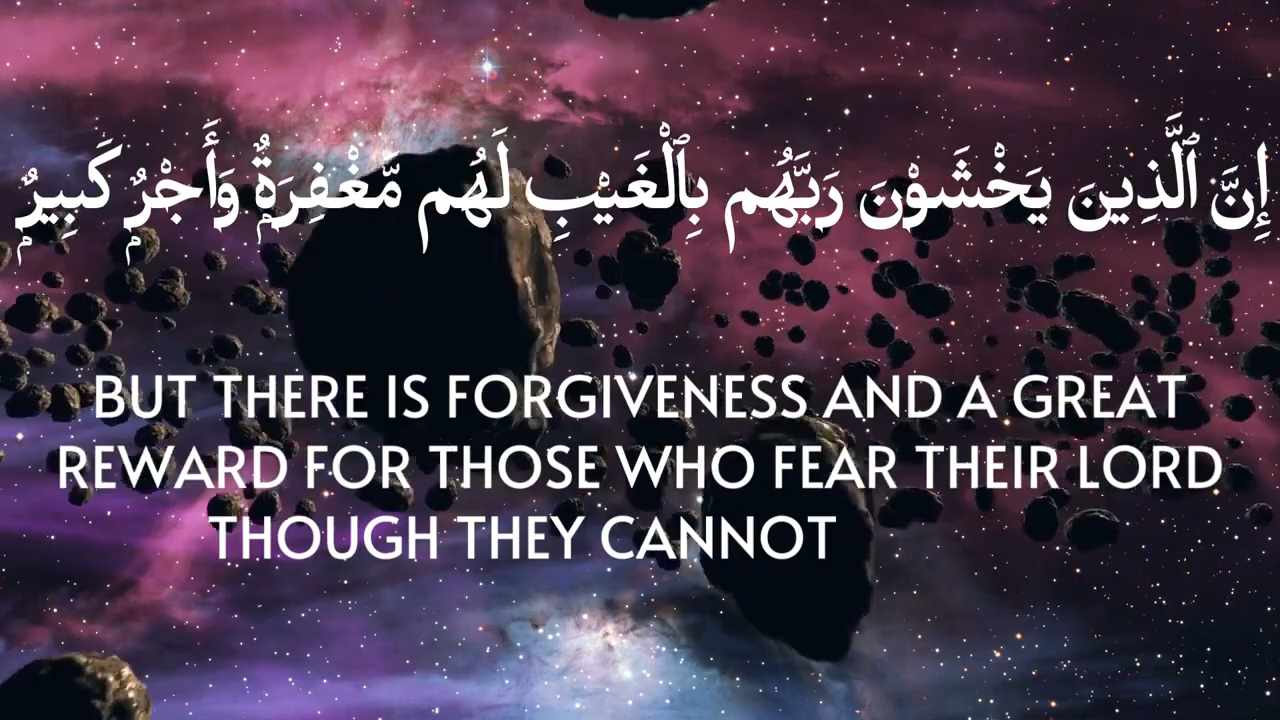 إِنَّ ٱلَّذِينَ يَخْشَوْنَ رَبَّهُم بِٱلْغَيْبِ لَهُم مَّغْفِرَةٌۭ وَأَجْرٌۭ كَبِيرٌۭ
BUT THERE IS FORGIVENESS AND A GREAT
REWARD FOR THOSE WHO FEAR THEIR LORD
THOUGH THEY CANNOT